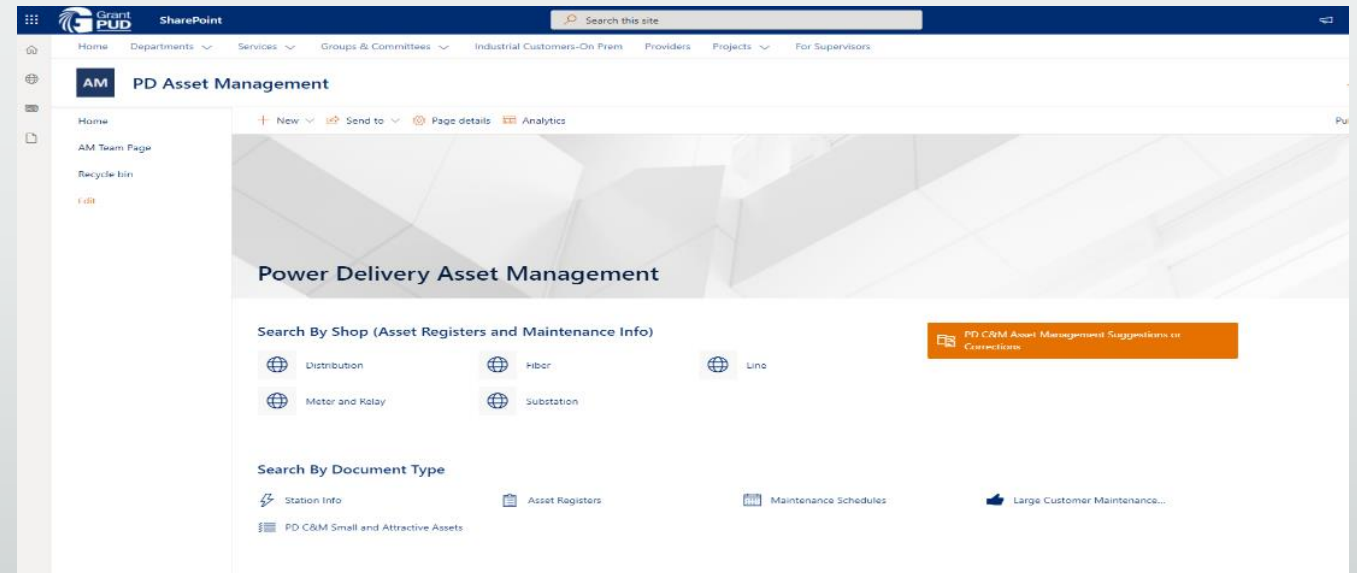 Grant PUD SharePoint Search this site
Home Departments Services Groups & Committees Industrial Customers-On Prem Providers Projects For Supervisors
AM PD Asset Management
Home
AM Team Page
Recycle bin
Edit
+ New Send to Page details Analytics
Power Delivery Asset Management
Search By Shop (Asset Registers and Maintenance Info)
Distribution Fiber Line
Meter and Relay Substation
PD C&M Asset Management Suggestions or
Corrections
Search By Document Type
Station Info Asset Registers Maintenance Schedules Large Customer Maintenance...
PD C&M Small and Attractive Assets